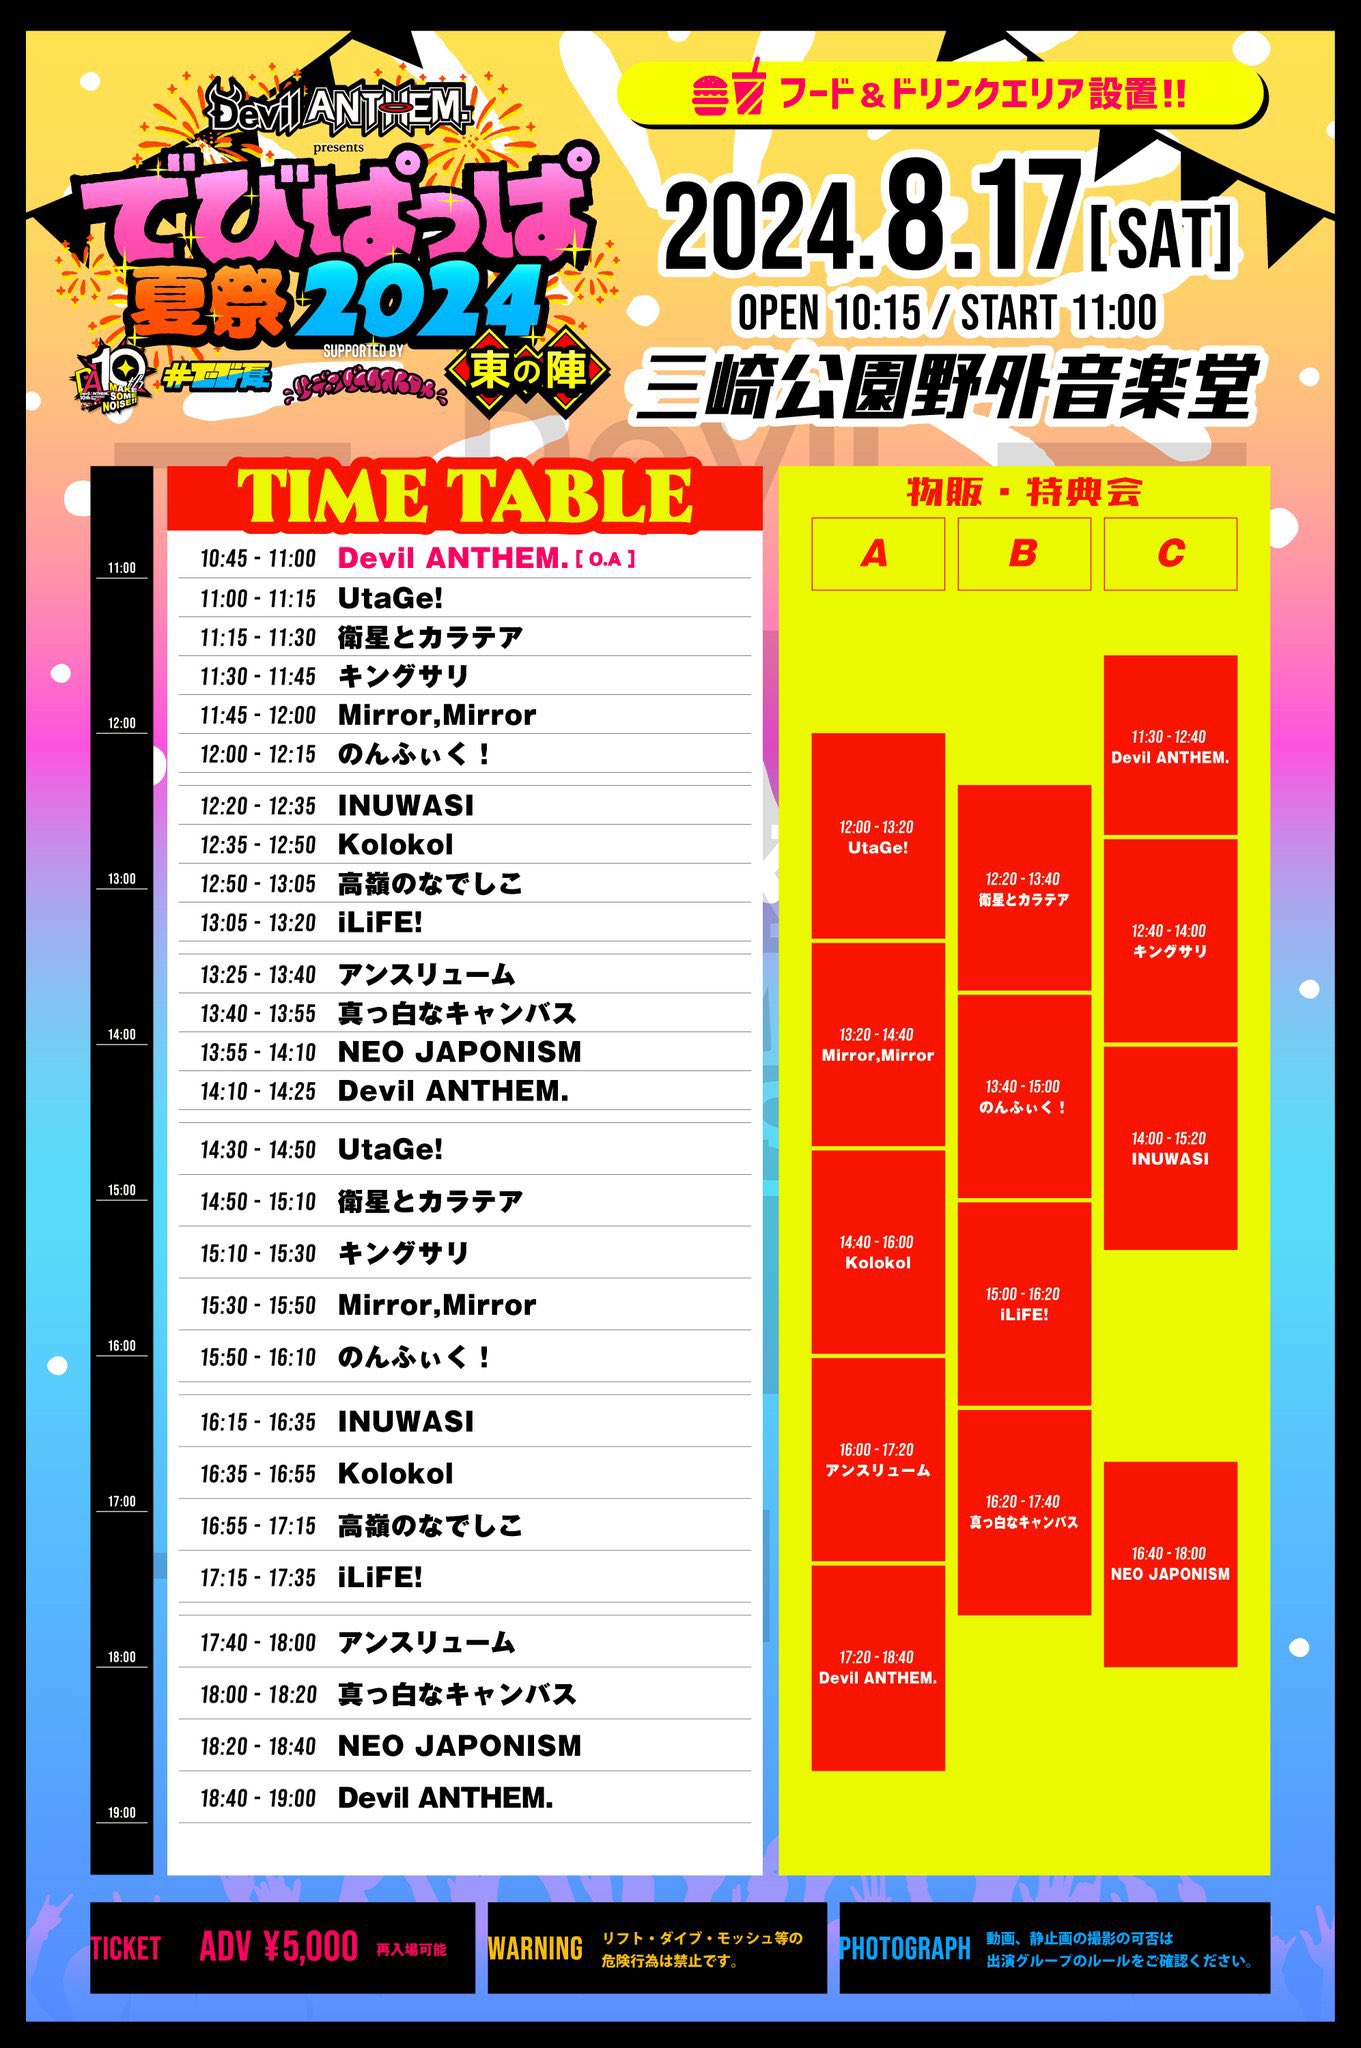 フード＆ドリンクエリア設置!!
Devil ANTHEM.
presents
でびぱっぱ
夏祭 2024
SUPPORTED BY
10th
MAKE SOME NOISE!!
#デビ夏
東の陣
2024.8.17[SAT]
OPEN 10:15 / START 11:00
三崎公園野外音楽堂
TIME TABLE
10:45 - 11:00 Devil ANTHEM. [ O.A ]
11:00
11:00 - 11:15 UtaGe!
11:15 - 11:30 衛星とカラテア
11:30 - 11:45 キングサリ
11:45 - 12:00 Mirror,Mirror
12:00
12:00 - 12:15 のんふぃく！
12:20 - 12:35 INUWASI
12:35 - 12:50 Kolokol
12:50 - 13:05 高嶺のなでしこ
13:00
13:05 - 13:20 iLiFE!
13:25 - 13:40 アンスリューム
13:40 - 13:55 真っ白なキャンバス
14:00
13:55 - 14:10 NEO JAPONISM
14:10 - 14:25 Devil ANTHEM.
14:30 - 14:50 UtaGe!
15:00
14:50 - 15:10 衛星とカラテア
15:10 - 15:30 キングサリ
15:30 - 15:50 Mirror,Mirror
16:00
15:50 - 16:10 のんふぃく！
16:15 - 16:35 INUWASI
16:35 - 16:55 Kolokol
17:00
16:55 - 17:15 高嶺のなでしこ
17:15 - 17:35 iLiFE!
17:40 - 18:00 アンスリューム
18:00
18:00 - 18:20 真っ白なキャンバス
18:20 - 18:40 NEO JAPONISM
18:40 - 19:00 Devil ANTHEM.
19:00
物販・特典会
A
12:00 - 13:20
UtaGe!
13:20 - 14:40
Mirror,Mirror
14:40 - 16:00
Kolokol
16:00 - 17:20
アンスリューム
17:20 - 18:40
Devil ANTHEM.
B
12:20 - 13:40
衛星とカラテア
13:40 - 15:00
のんふぃく！
15:00 - 16:20
iLiFE!
16:20 - 17:40
真っ白なキャンバス
C
11:30 - 12:40
Devil ANTHEM.
12:40 - 14:00
キングサリ
14:00 - 15:20
INUWASI
16:40 - 18:00
NEO JAPONISM
TICKET ADV ¥5,000 再入場可能
WARNING
リフト・ダイブ・モッシュ等の
危険行為は禁止です。
PHOTOGRAPH
動画、静止画の撮影の可否は
出演グループのルールをご確認ください。